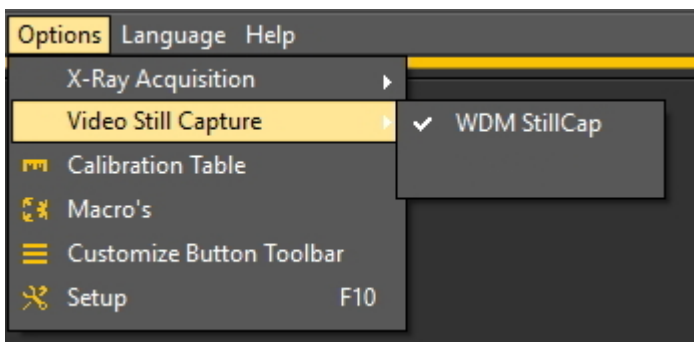 Options Language Help
X-Ray Acquisition
Video Still Capture
WDM StillCap
Calibration Table
Macro's
Customize Button Toolbar
Setup F10